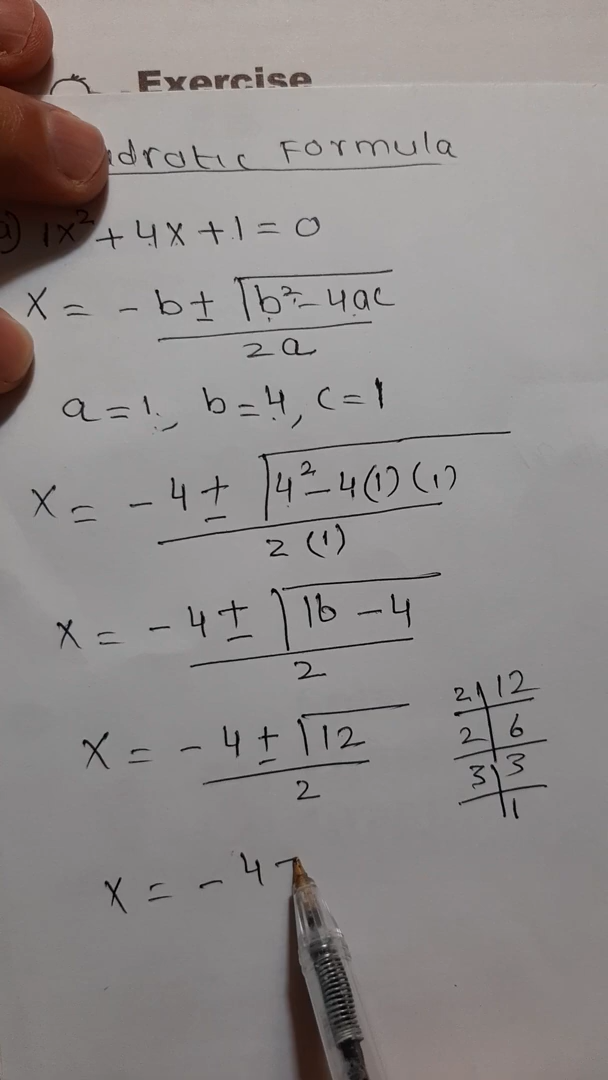 Exercise
adratic Formula
a) 1x² + 4x + 1 = 0
x = -b ± √b² - 4ac
2a
a = 1, b = 4, c = 1
x = -4 ± √4² - 4(1)(1)
2(1)
x = -4 ± √16 - 4
2
2 12
x = -4 ± √12
2
2 6
3 3
1
x = -4